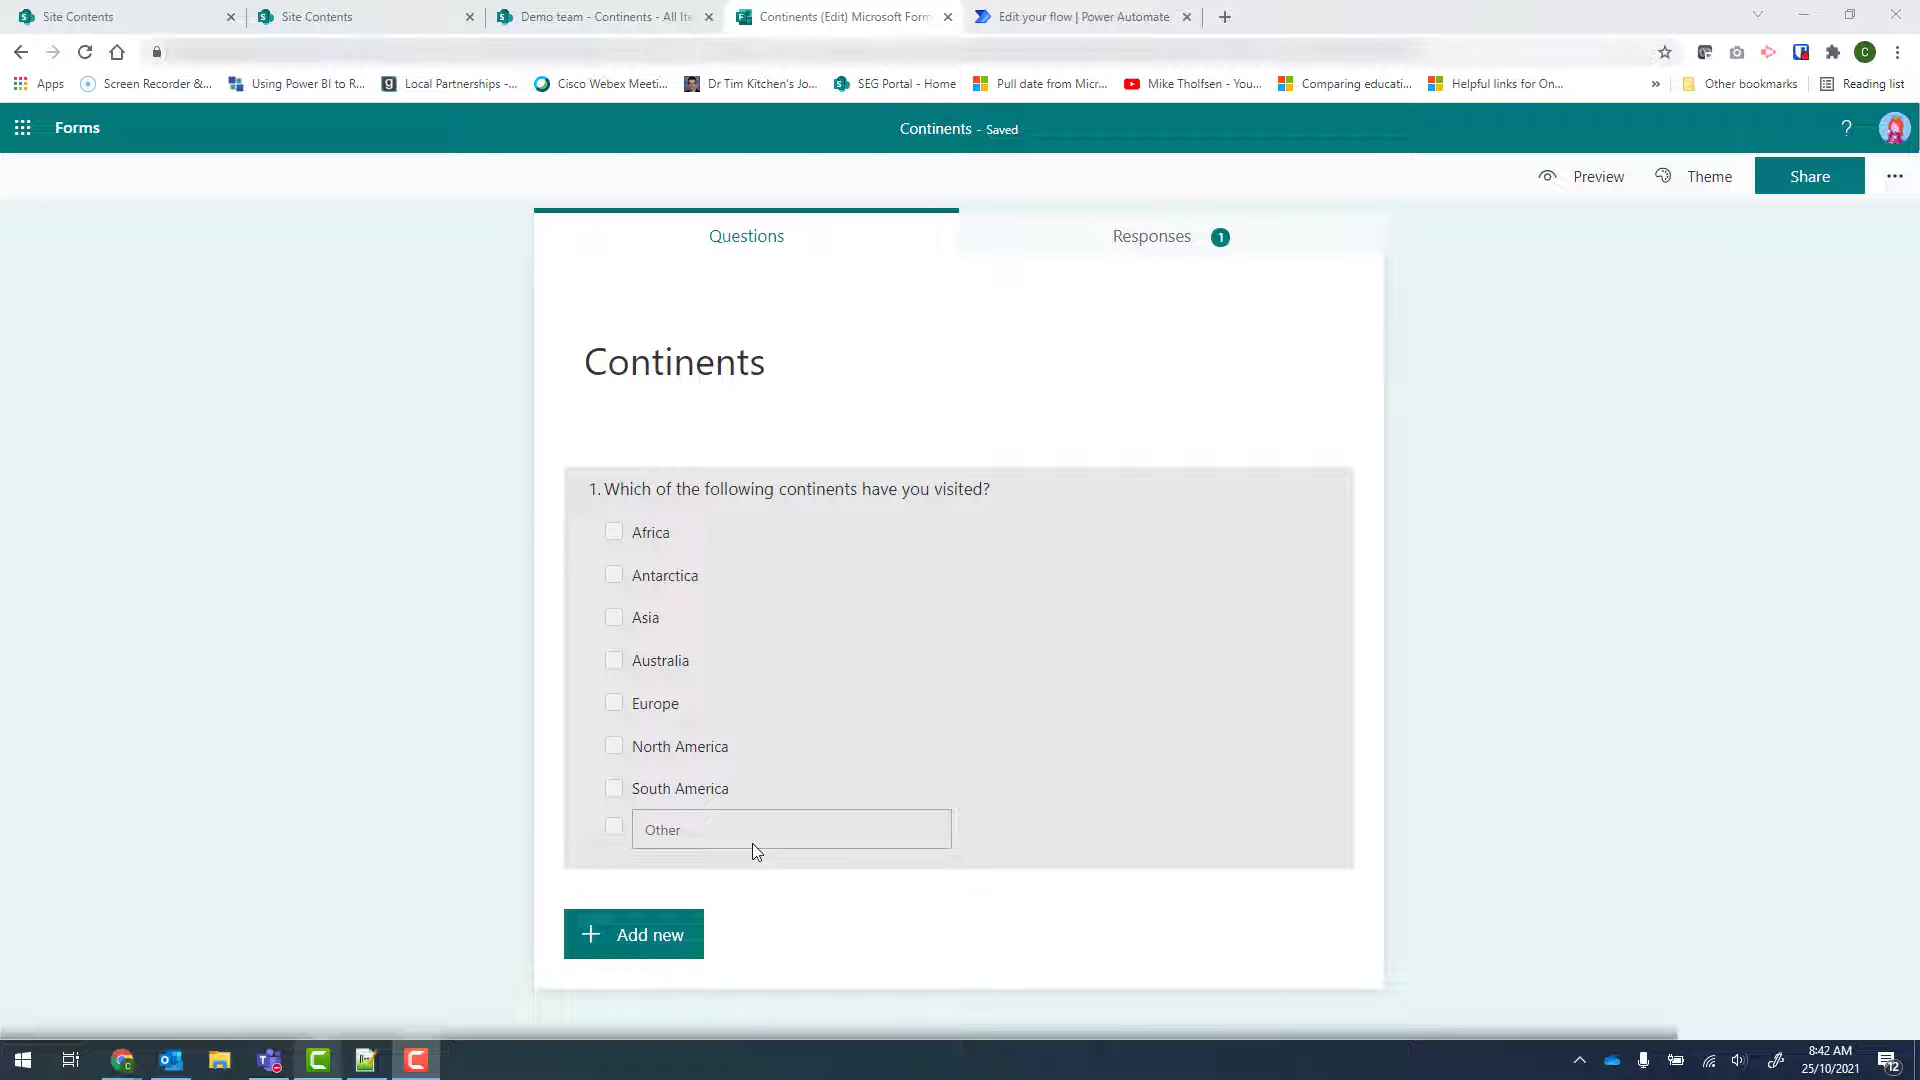 Site Contents
Site Contents
Demo team - Continents - All Ite
Continents (Edit) Microsoft Form
Edit your flow | Power Automate
Apps
Screen Recorder &...
Using Power BI to R...
Local Partnerships -...
Cisco Webex Meeti...
Dr Tim Kitchen's Jo...
SEG Portal - Home
Pull date from Micr...
Mike Tholfsen - You...
Comparing educati...
Helpful links for On...
»
Other bookmarks
Reading list
Forms
Continents - Saved
?
Preview
Theme
Share
Questions
Responses 1
Continents
1. Which of the following continents have you visited?
Africa
Antarctica
Asia
Australia
Europe
North America
South America
Other
+ Add new
8:42 AM
25/10/2021
12